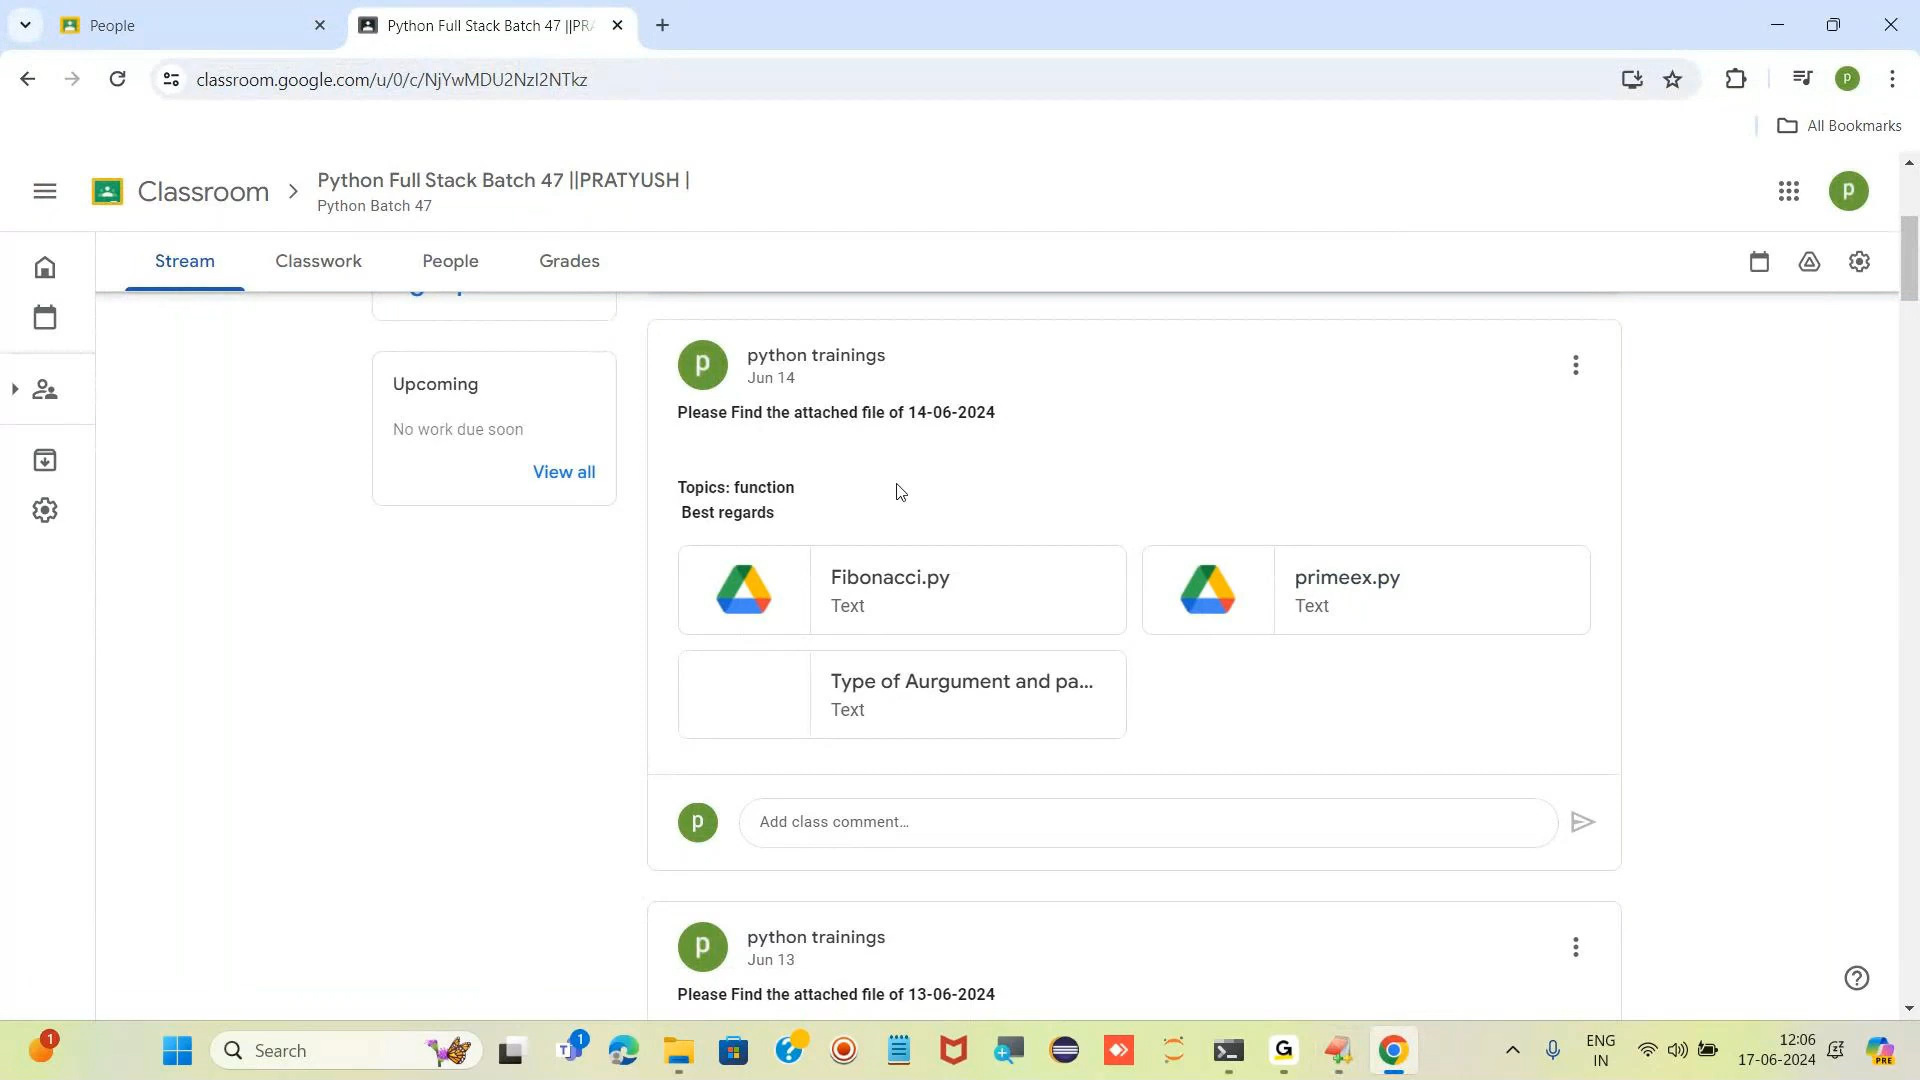 People
Python Full Stack Batch 47 ||PRA
classroom.google.com/u/0/c/NjYwMDU2NzI2NTkz
P
All Bookmarks
Classroom
Python Full Stack Batch 47 ||PRATYUSH |
Python Batch 47
p
Stream
Classwork
People
Grades
Upcoming
No work due soon
View all
p
python trainings
Jun 14
Please Find the attached file of 14-06-2024
Topics: function
Best regards
Fibonacci.py
Text
primeex.py
Text
Type of Aurgument and pa...
Text
p
Add class comment...
p
python trainings
Jun 13
Please Find the attached file of 13-06-2024
1
Search
1
G
PRE
ENG
IN
12:06
17-06-2024